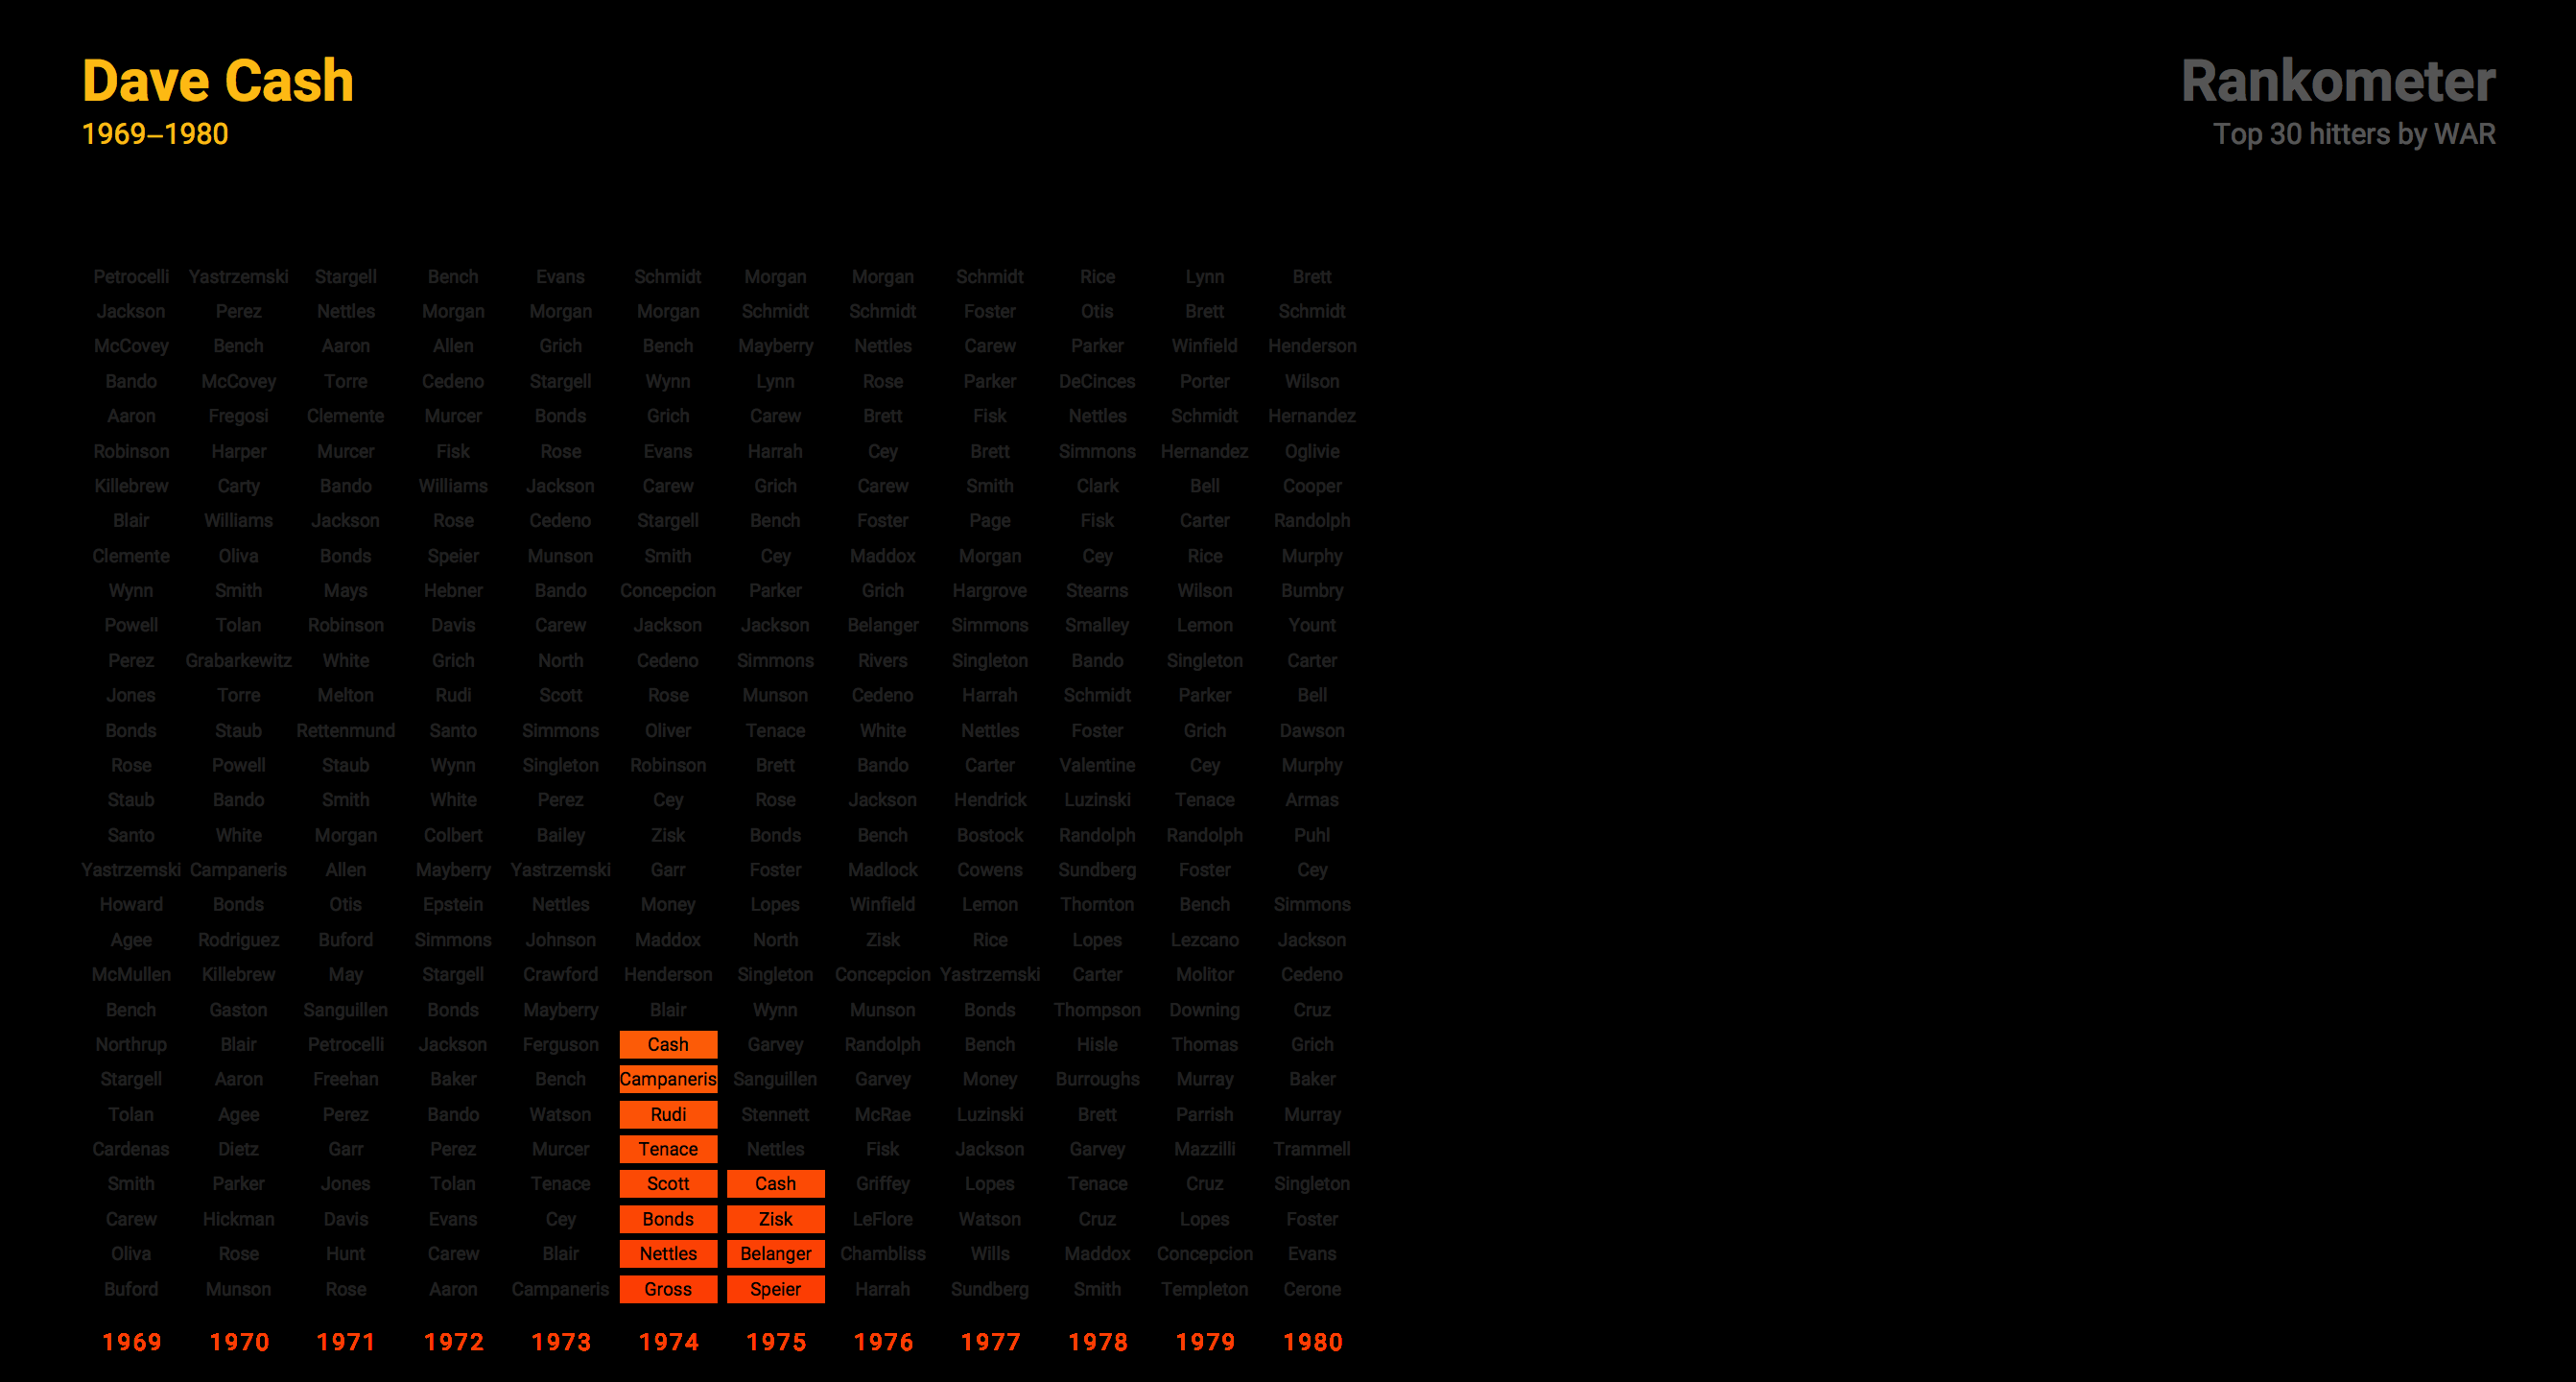 Dave Cash
1969–1980
Rankometer
Top 30 hitters by WAR
Petrocelli Yastrzemski Stargell Bench Evans Schmidt Morgan Morgan Schmidt Rice Lynn Brett
Jackson Perez Nettles Morgan Morgan Morgan Schmidt Schmidt Foster Otis Brett Schmidt
McCovey Bench Aaron Allen Grich Bench Mayberry Nettles Carew Parker Winfield Henderson
Bando McCovey Torre Cedeno Stargell Wynn Lynn Rose Parker DeCinces Porter Wilson
Aaron Fregosi Clemente Murcer Bonds Grich Carew Brett Fisk Nettles Schmidt Hernandez
Robinson Harper Murcer Fisk Rose Evans Harrah Cey Brett Simmons Hernandez Oglivie
Killebrew Carty Bando Williams Jackson Carew Grich Carew Smith Clark Bell Cooper
Blair Williams Jackson Rose Cedeno Stargell Bench Foster Page Fisk Carter Randolph
Clemente Oliva Bonds Speier Munson Smith Cey Maddox Morgan Cey Rice Murphy
Wynn Smith Mays Hebner Bando Concepcion Parker Grich Hargrove Stearns Wilson Bumbry
Powell Tolan Robinson Davis Carew Jackson Jackson Belanger Simmons Smalley Lemon Yount
Perez Grabarkewitz White Grich North Cedeno Simmons Rivers Singleton Bando Singleton Carter
Jones Torre Melton Rudi Scott Rose Munson Cedeno Harrah Schmidt Parker Bell
Bonds Staub Rettenmund Santo Simmons Oliver Tenace White Nettles Foster Grich Dawson
Rose Powell Staub Wynn Singleton Robinson Brett Bando Carter Valentine Cey Murphy
Staub Bando Smith White Perez Cey Rose Jackson Hendrick Luzinski Tenace Armas
Santo White Morgan Colbert Bailey Zisk Bonds Bench Bostock Randolph Randolph Puhl
Yastrzemski Campaneris Allen Mayberry Yastrzemski Garr Foster Madlock Cowens Sundberg Foster Cey
Howard Bonds Otis Epstein Nettles Money Lopes Winfield Lemon Thornton Bench Simmons
Agee Rodriguez Buford Simmons Johnson Maddox North Zisk Rice Lopes Lezcano Jackson
McMullen Killebrew May Stargell Crawford Henderson Singleton Concepcion Yastrzemski Carter Molitor Cedeno
Bench Gaston Sanguillen Bonds Mayberry Blair Wynn Munson Bonds Thompson Downing Cruz
Northrup Blair Petrocelli Jackson Ferguson Cash Garvey Randolph Bench Hisle Thomas Grich
Stargell Aaron Freehan Baker Bench Campaneris Sanguillen Garvey Money Burroughs Murray Baker
Tolan Agee Perez Bando Watson Rudi Stennett McRae Luzinski Brett Parrish Murray
Cardenas Dietz Garr Perez Murcer Tenace Nettles Fisk Jackson Garvey Mazzilli Trammell
Smith Parker Jones Tolan Tenace Scott Cash Griffey Lopes Tenace Cruz Singleton
Carew Hickman Davis Evans Cey Bonds Zisk LeFlore Watson Cruz Lopes Foster
Oliva Rose Hunt Carew Blair Nettles Belanger Chambliss Wills Maddox Concepcion Evans
Buford Munson Rose Aaron Campaneris Gross Speier Harrah Sundberg Smith Templeton Cerone
1969 1970 1971 1972 1973 1974 1975 1976 1977 1978 1979 1980